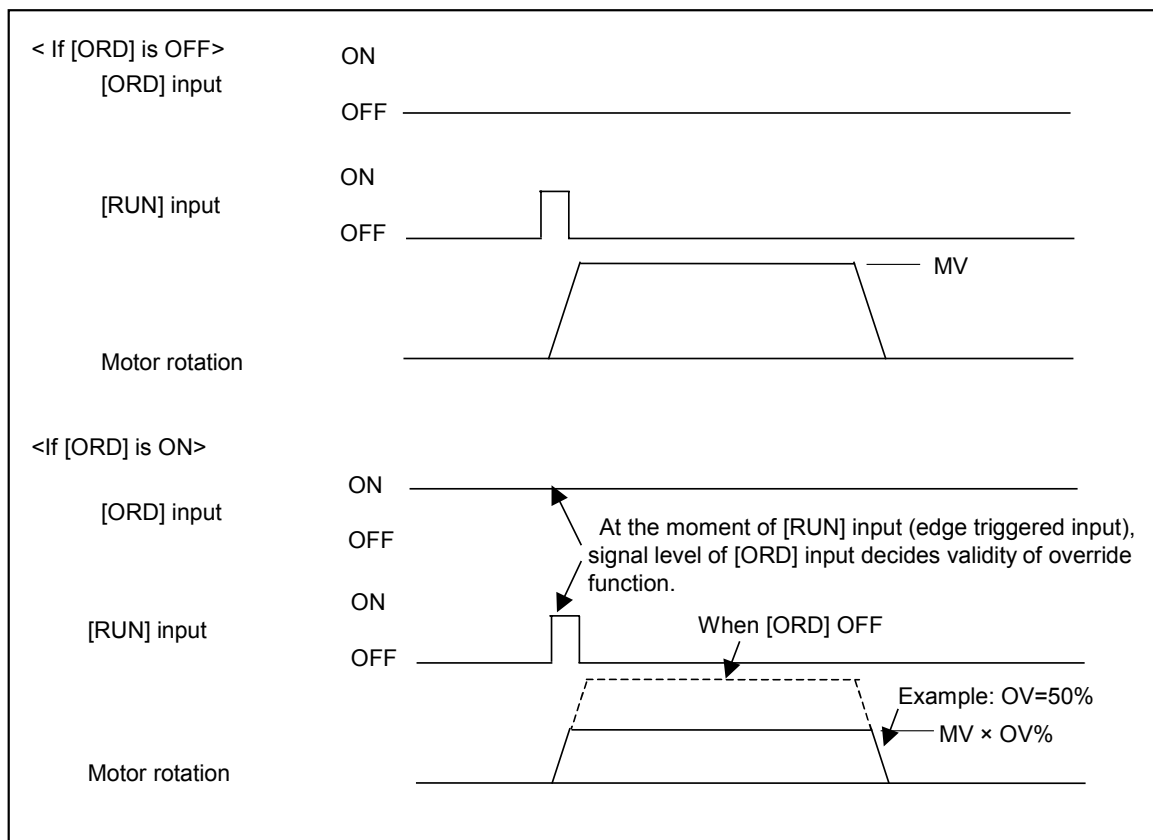 < If [ORD] is OFF>
ON
[ORD] input
OFF
ON
[RUN] input
OFF
MV
Motor rotation
<If [ORD] is ON>
ON
[ORD] input
OFF
At the moment of [RUN] input (edge triggered input),
signal level of [ORD] input decides validity of override
function.
ON
[RUN] input
OFF
When [ORD] OFF
Example: OV=50%
MV × OV%
Motor rotation